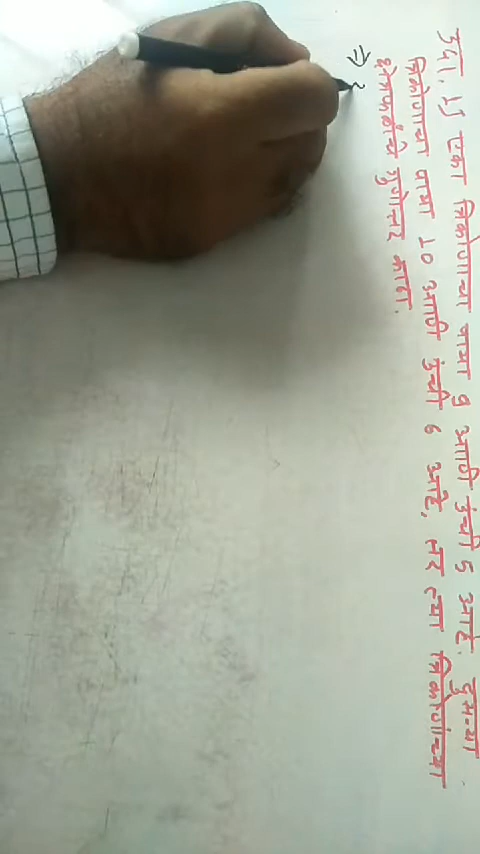 उदा. 1) एका त्रिकोणाचा पाया 9 आणी उंची 5 आहे. दुसऱ्या
त्रिकोणाचा पाया 10 आणी उंची 6 आहे, तर त्या त्रिकोणांच्या
क्षेत्रफळांचे गुणोत्तर काढा.
⇒